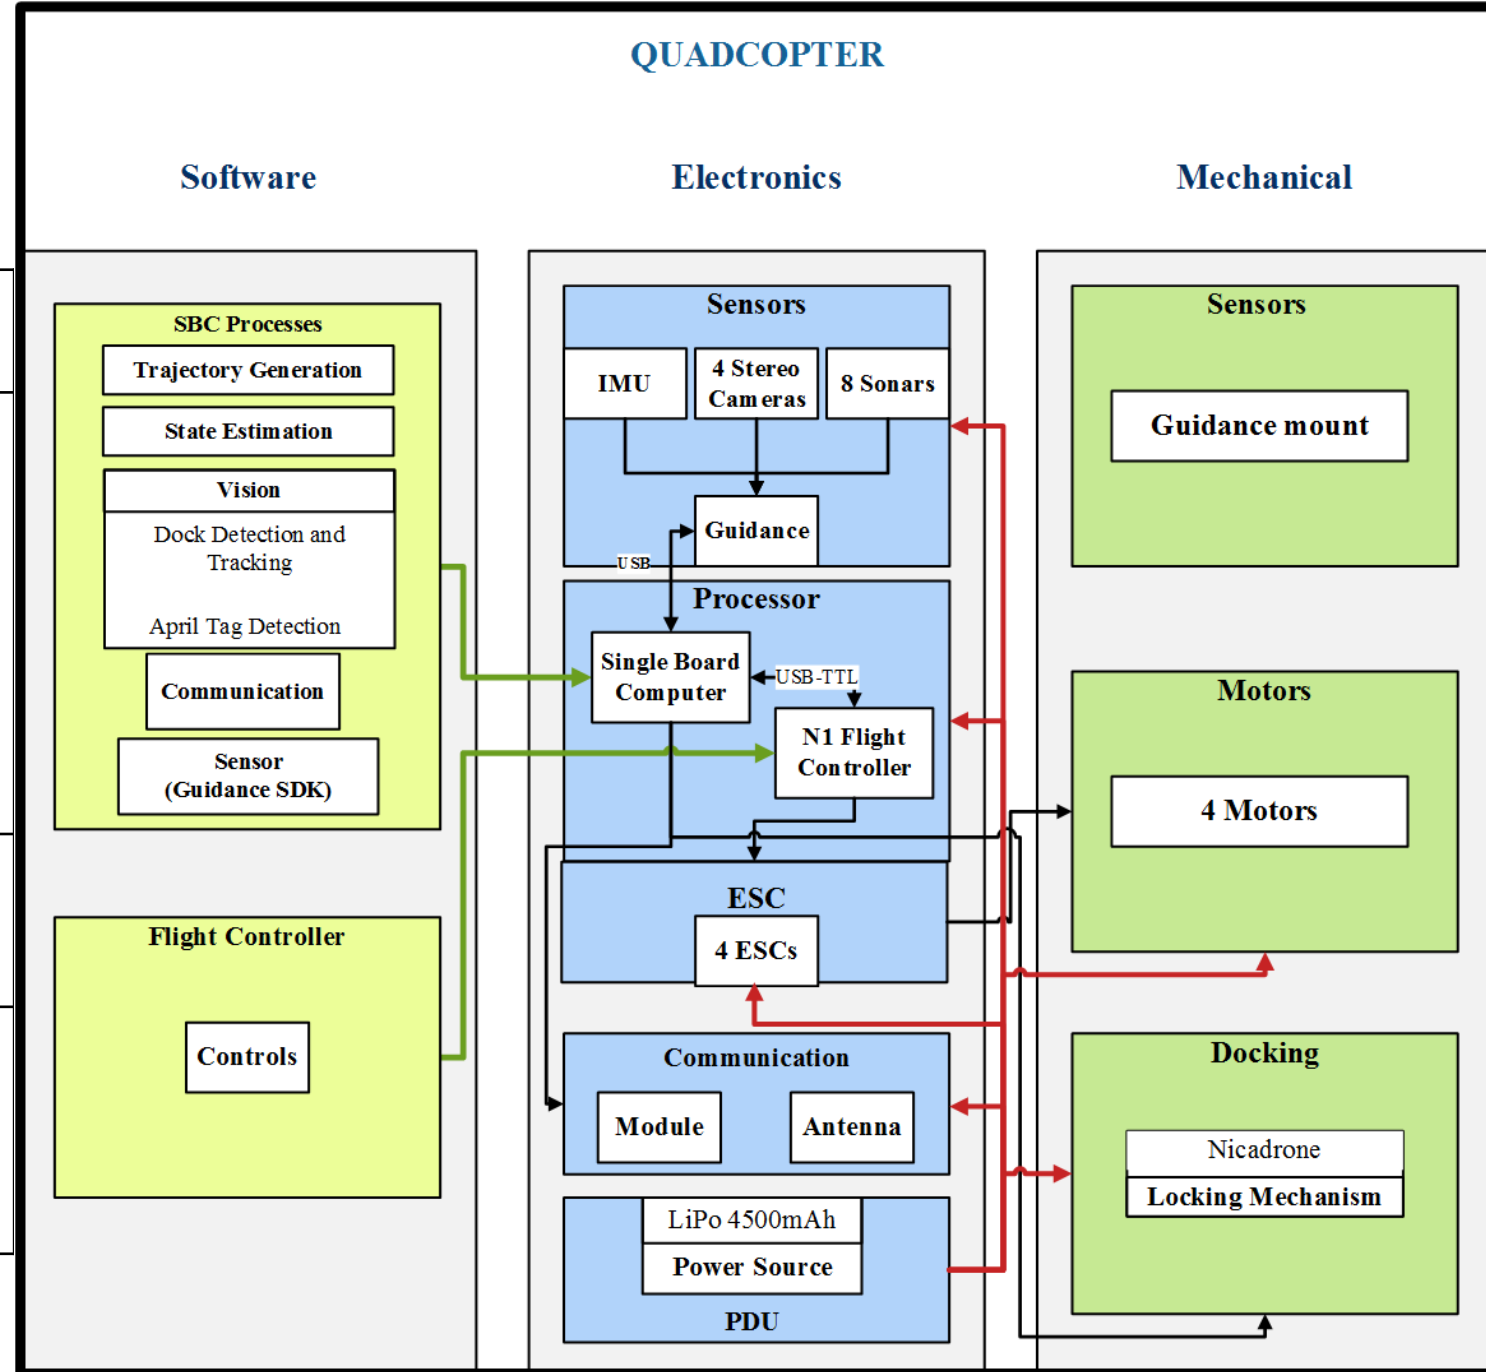 QUADCOPTER
Software
Electronics
Mechanical
SBC Processes
Trajectory Generation
State Estimation
Vision
Dock Detection and
Tracking
April Tag Detection
Communication
Sensor
(Guidance SDK)
Flight Controller
Controls
Sensors
IMU
4 Stereo
Cameras
8 Sonars
Guidance
USB
Processor
Single Board
Computer
USB-TTL
N1 Flight
Controller
ESC
4 ESCs
Communication
Module
Antenna
LiPo 4500mAh
Power Source
PDU
Sensors
Guidance mount
Motors
4 Motors
Docking
Nicadrone
Locking Mechanism